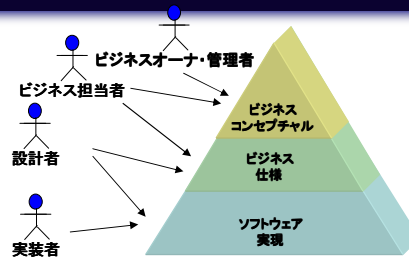 ビジネスオーナ・管理者
ビジネス担当者
設計者
実装者
ビジネス
コンセプチャル
ビジネス
仕様
ソフトウェア
実現